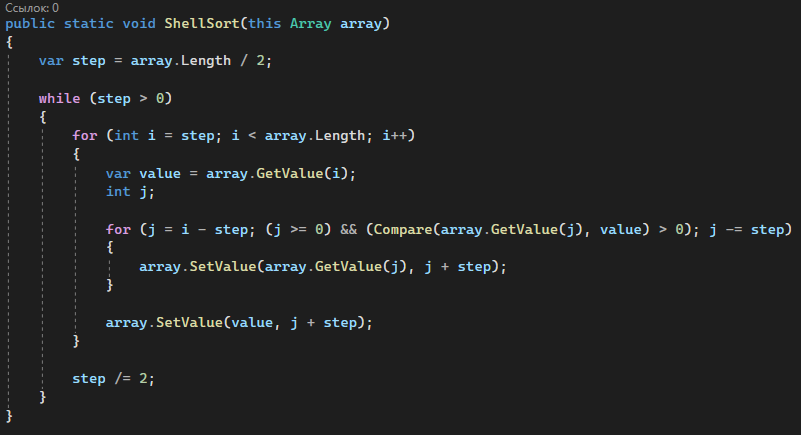 Ссылок: 0
public static void ShellSort(this Array array)
{
    var step = array.Length / 2;

    while (step > 0)
    {
        for (int i = step; i < array.Length; i++)
        {
            var value = array.GetValue(i);
            int j;

            for (j = i - step; (j >= 0) && (Compare(array.GetValue(j), value) > 0); j -= step)
            {
                array.SetValue(array.GetValue(j), j + step);
            }

            array.SetValue(value, j + step);
        }

        step /= 2;
    }
}